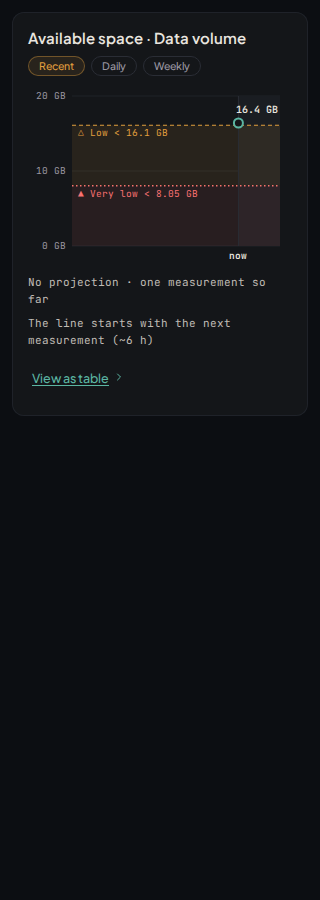 Available space · Data volume
Recent Daily Weekly
20 GB
16.4 GB
△ Low < 16.1 GB
10 GB
▲ Very low < 8.05 GB
0 GB
now
No projection · one measurement so
far
The line starts with the next
measurement (~6 h)
View as table ›